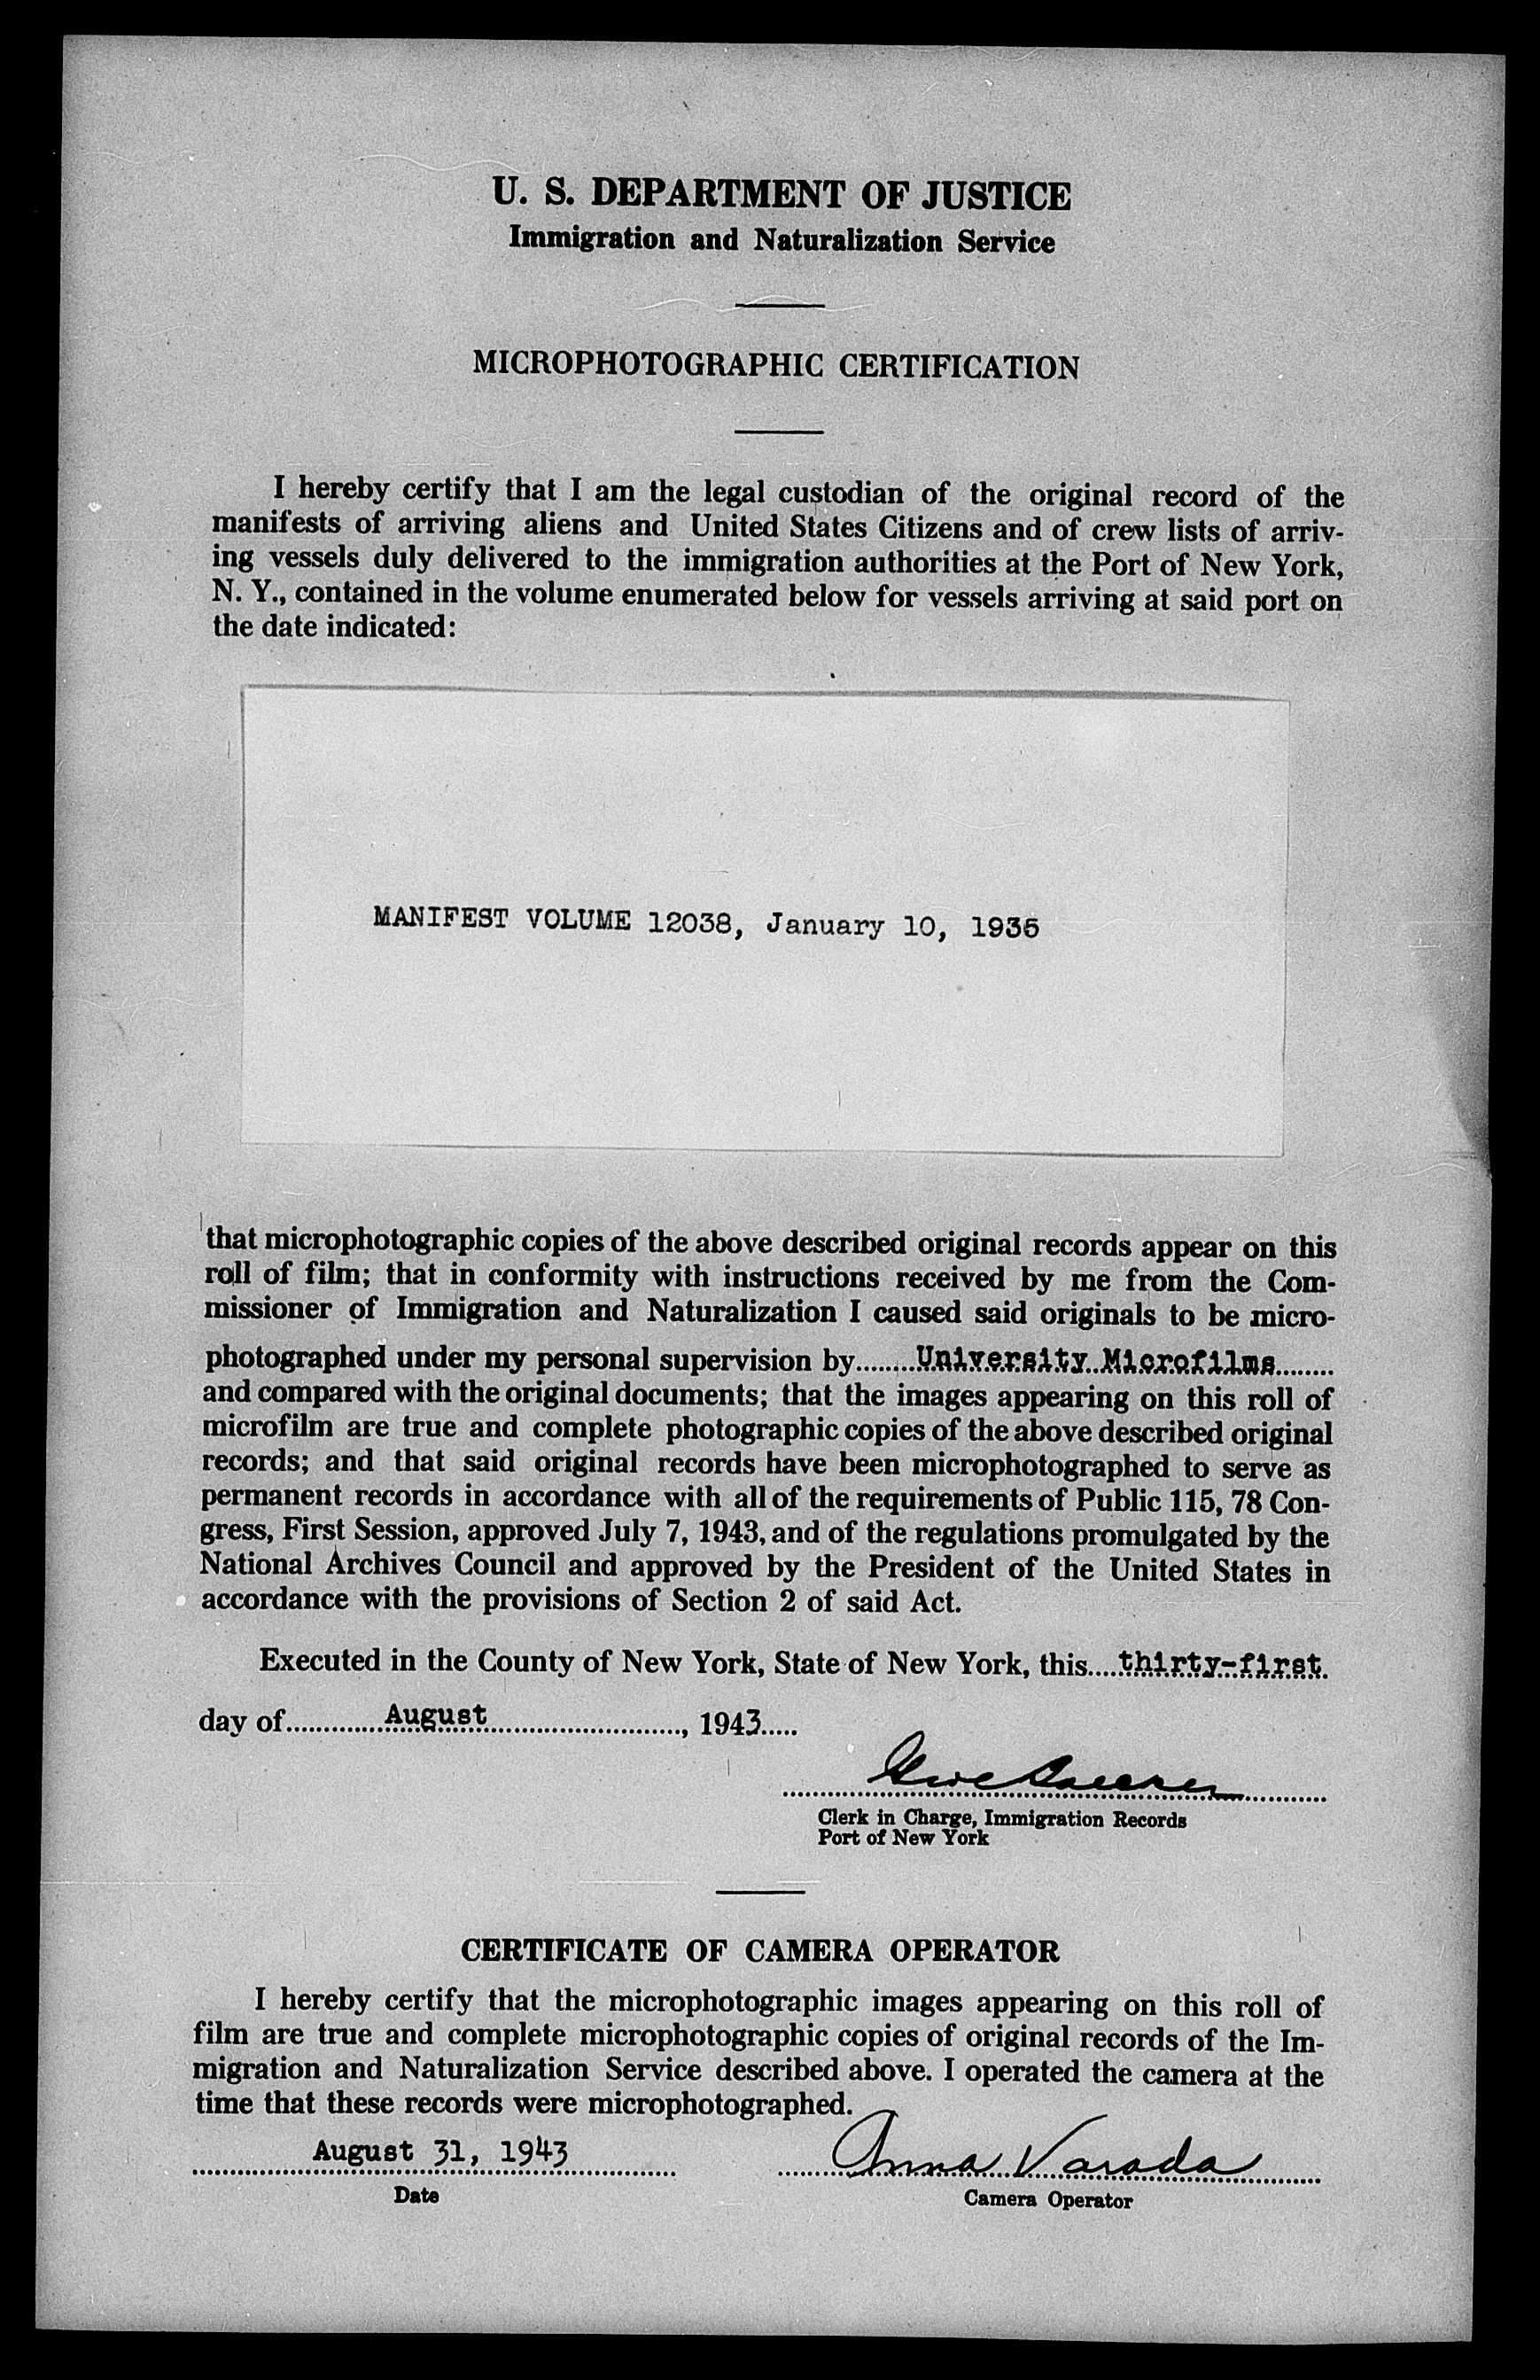 U. S. DEPARTMENT OF JUSTICE
Immigration and Naturalization Service
MICROPHOTOGRAPHIC CERTIFICATION
I hereby certify that I am the legal custodian of the original record of the
manifests of arriving aliens and United States Citizens and of crew lists of arriv-
ing vessels duly delivered to the immigration authorities at the Port of New York,
N. Y., contained in the volume enumerated below for vessels arriving at said port on
the date indicated:
MANIFEST VOLUME 12038, January 10, 1936
that microphotographic copies of the above described original records appear on this
roll of film; that in conformity with instructions received by me from the Com-
missioner of Immigration and Naturalization I caused said originals to be micro-
photographed under my personal supervision by........University Microfilms........
and compared with the original documents; that the images appearing on this roll of
microfilm are true and complete photographic copies of the above described original
records; and that said original records have been microphotographed to serve as
permanent records in accordance with all of the requirements of Public 115, 78 Con-
gress, First Session, approved July 7, 1943, and of the regulations promulgated by the
National Archives Council and approved by the President of the United States in
accordance with the provisions of Section 2 of said Act.
Executed in the County of New York, State of New York, this....thirty-first.
day of.............August.........................., 1943.....
Clerk in Charge, Immigration Records
Port of New York
CERTIFICATE OF CAMERA OPERATOR
I hereby certify that the microphotographic images appearing on this roll of
film are true and complete microphotographic copies of original records of the Im-
migration and Naturalization Service described above. I operated the camera at the
time that these records were microphotographed.
August 31, 1943 Anna Varada
Date Camera Operator